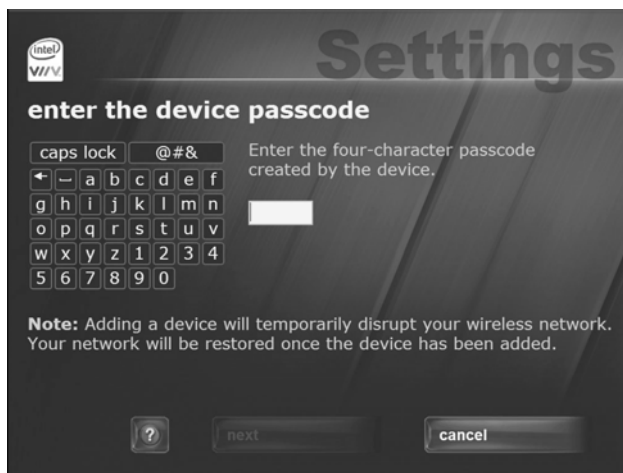 intel
VIIV
Settings
enter the device passcode
caps lock @#&
Enter the four-character passcode
created by the device.
a b c d e f
g h i j k l m n
o p q r s t u v
w x y z 1 2 3 4
5 6 7 8 9 0
Note: Adding a device will temporarily disrupt your wireless network.
Your network will be restored once the device has been added.
? next cancel